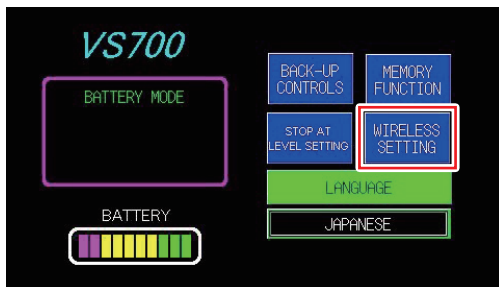 VS700
BATTERY MODE
BATTERY
BACK-UP
CONTROLS
MEMORY
FUNCTION
STOP AT
LEVEL SETTING
WIRELESS
SETTING
LANGUAGE
JAPANESE